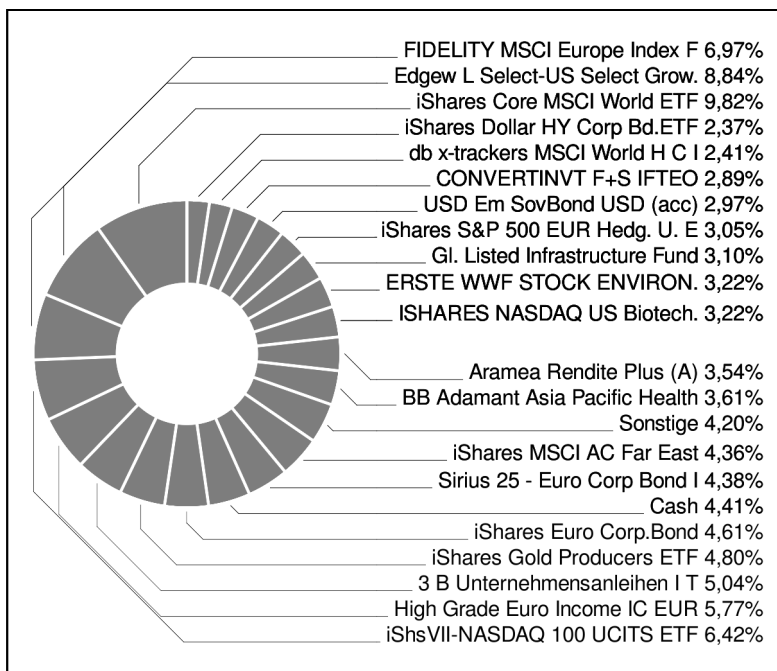 FIDELITY MSCI Europe Index F 6,97%
Edgew L Select-US Select Grow. 8,84%
iShares Core MSCI World ETF 9,82%
iShares Dollar HY Corp Bd.ETF 2,37%
db x-trackers MSCI World H C I 2,41%
CONVERTINVT F+S IFTEO 2,89%
USD Em SovBond USD (acc) 2,97%
iShares S&P 500 EUR Hedg. U. E 3,05%
Gl. Listed Infrastructure Fund 3,10%
ERSTE WWF STOCK ENVIRON. 3,22%
ISHARES NASDAQ US Biotech. 3,22%
Aramea Rendite Plus (A) 3,54%
BB Adamant Asia Pacific Health 3,61%
Sonstige 4,20%
iShares MSCI AC Far East 4,36%
Sirius 25 - Euro Corp Bond I 4,38%
Cash 4,41%
iShares Euro Corp.Bond 4,61%
iShares Gold Producers ETF 4,80%
3 B Unternehmensanleihen I T 5,04%
High Grade Euro Income IC EUR 5,77%
iShsVII-NASDAQ 100 UCITS ETF 6,42%